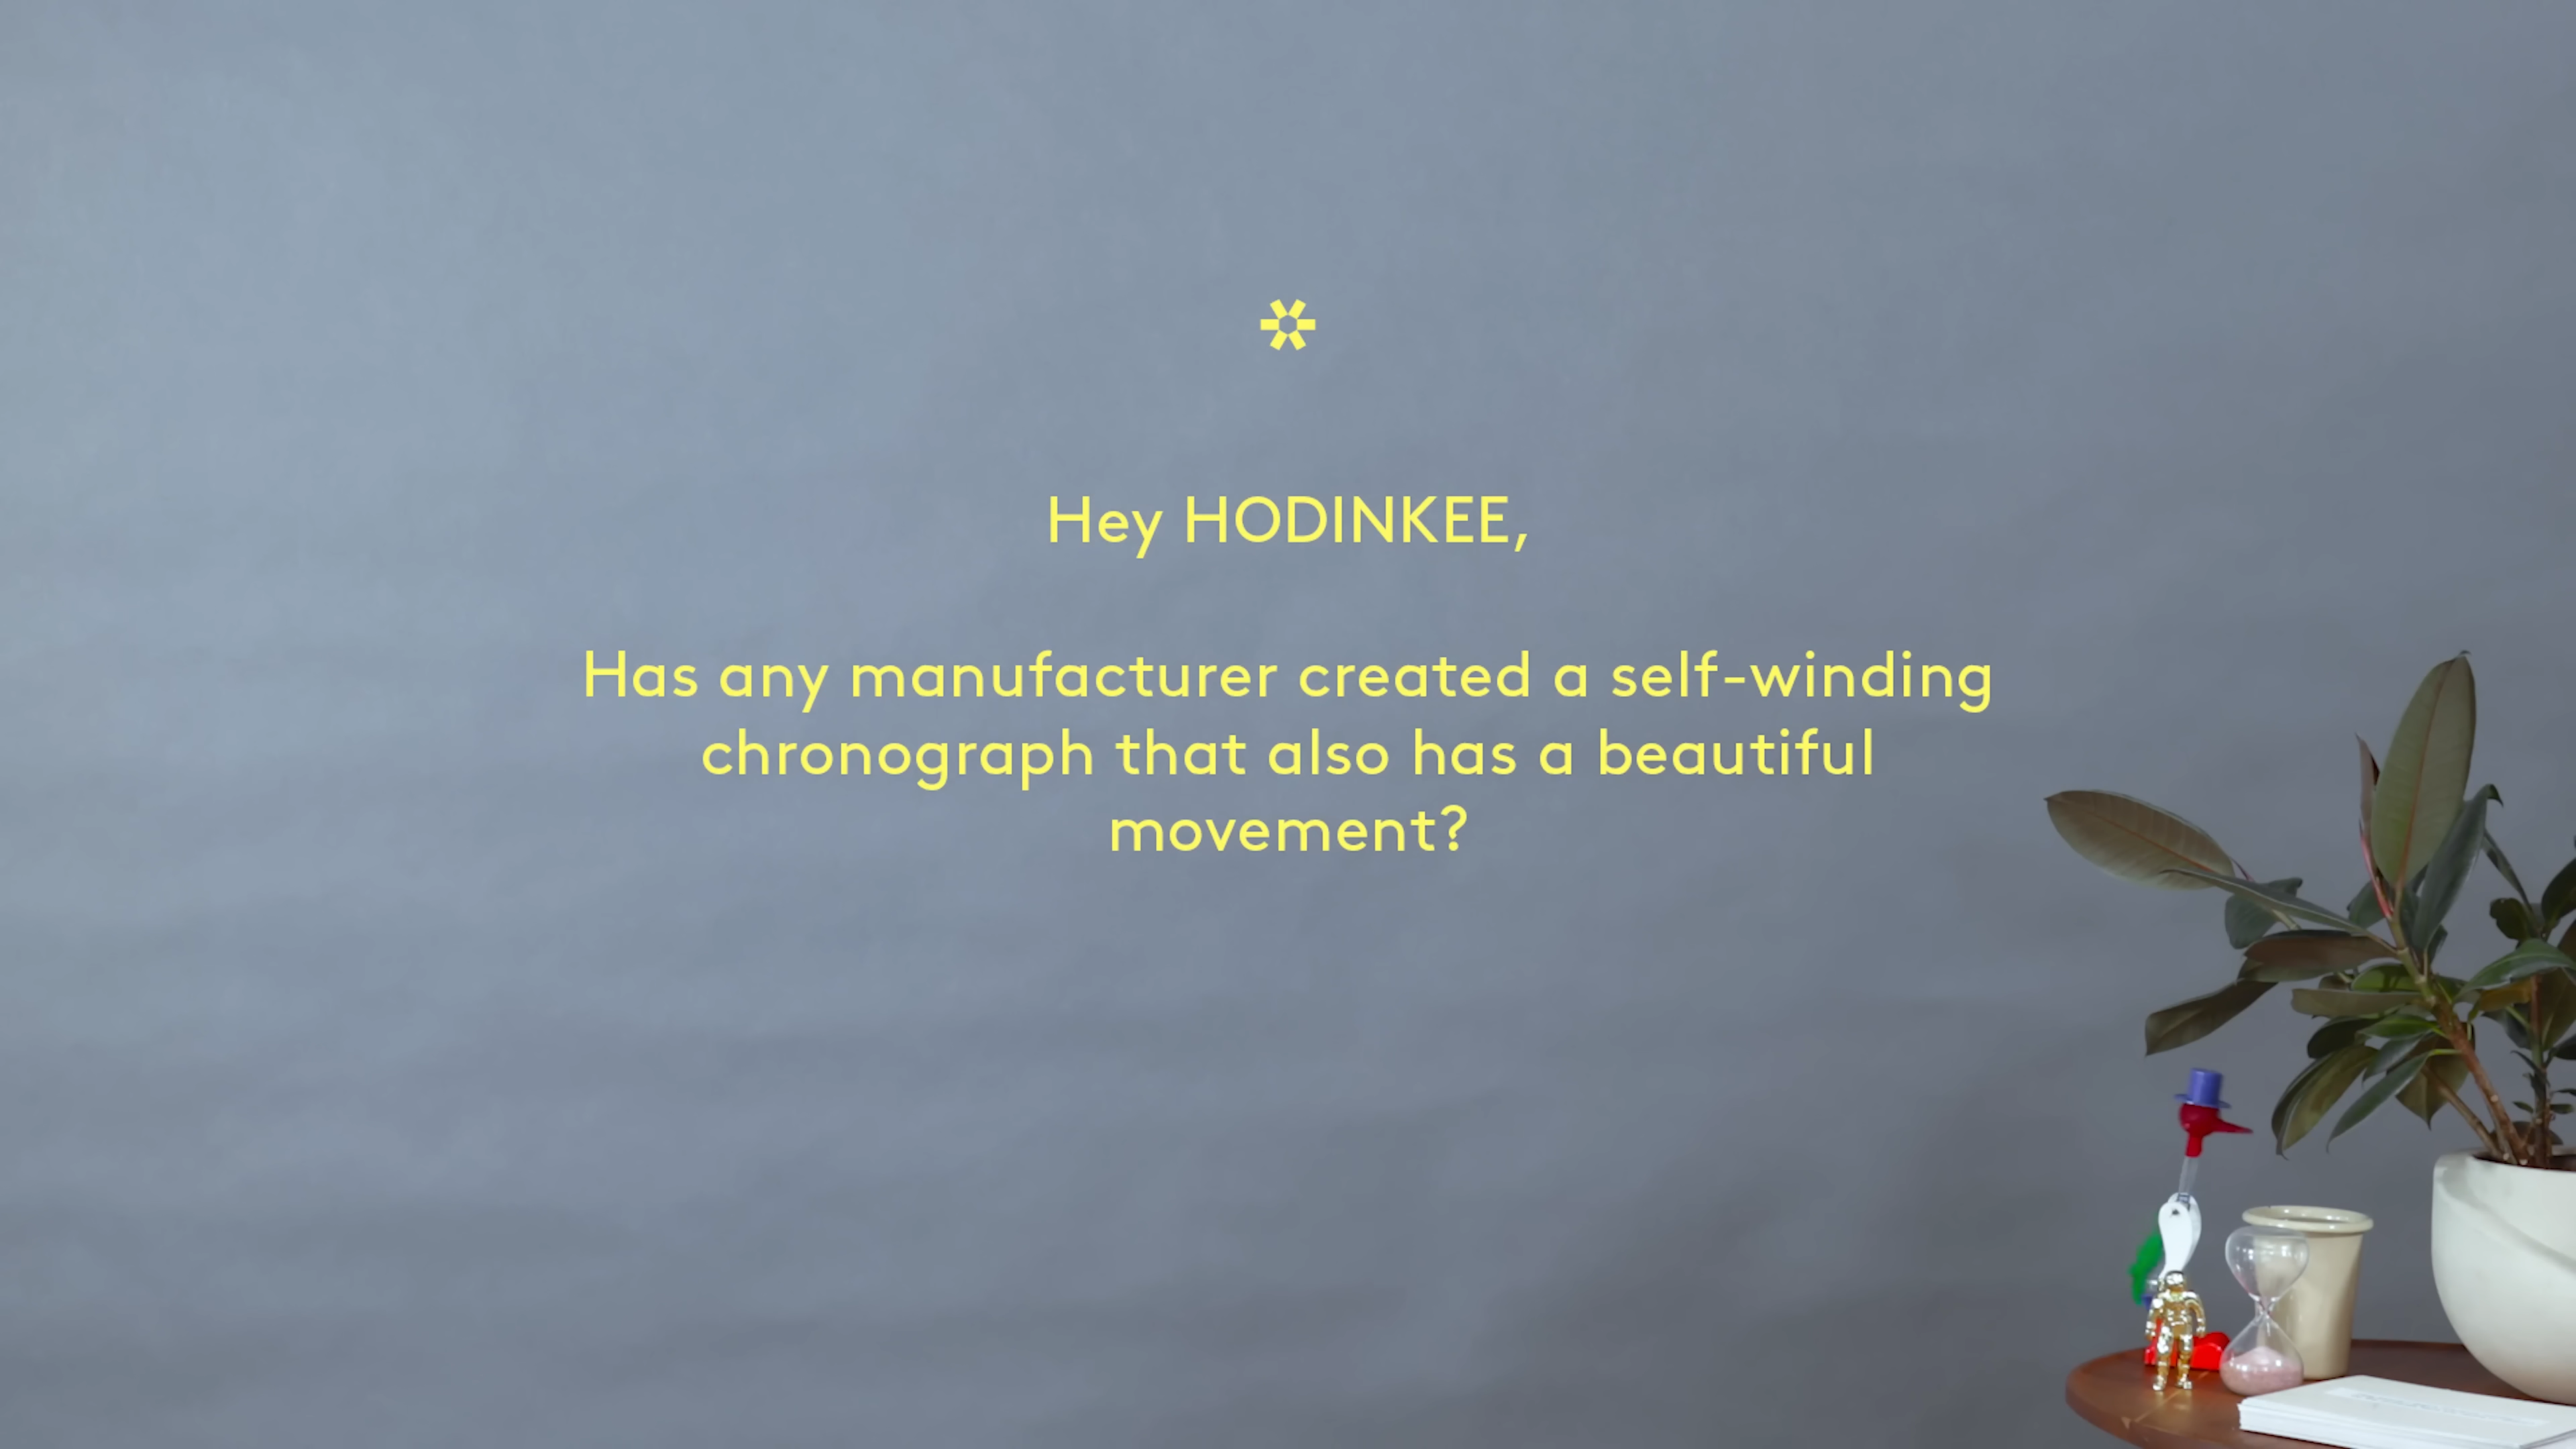 Hey HODINKEE,
Has any manufacturer created a self-winding
chronograph that also has a beautiful
movement?